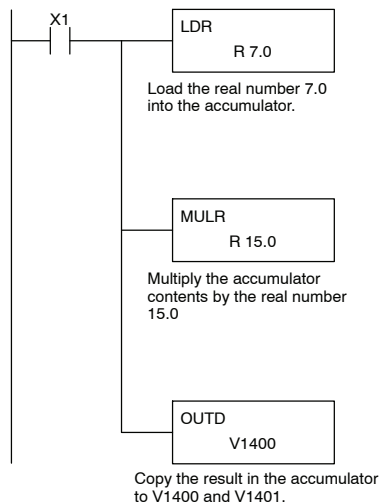 X1
LDR
R 7.0
Load the real number 7.0
into the accumulator.
MULR
R 15.0
Multiply the accumulator
contents by the real number
15.0
OUTD
V1400
Copy the result in the accumulator
to V1400 and V1401.